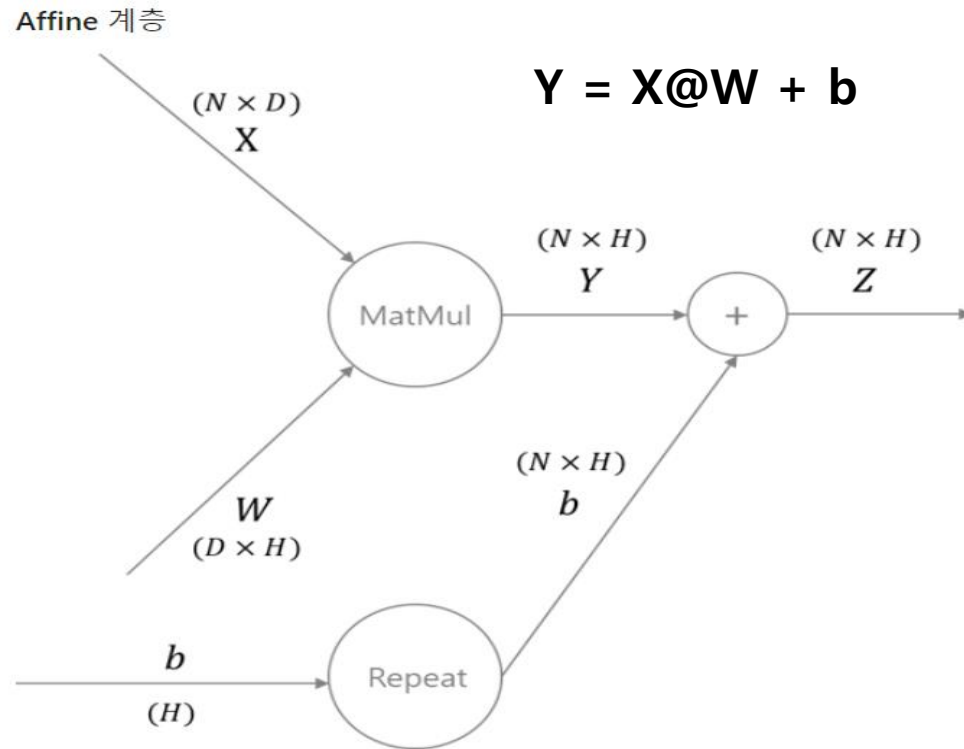 Affine 계층
Y = X@W + b
(N × D)
X
(N × H)
Y
(N × H)
Z
MatMul
+
W
(D × H)
(N × H)
b
b
(H)
Repeat